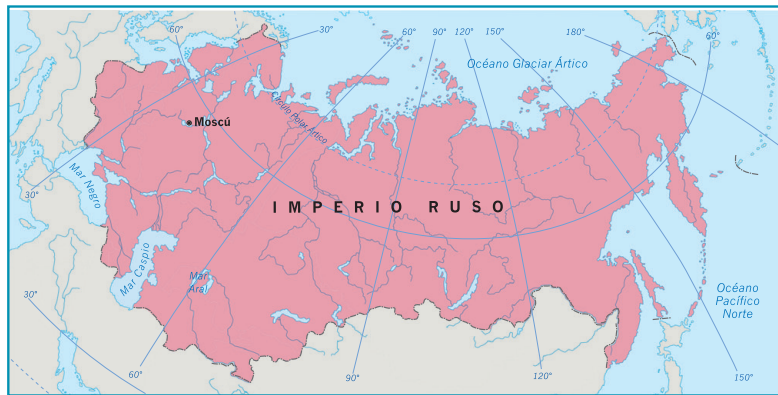 60°
30°
60°
90°
120°
150°
180°
60°
Océano Glaciar Ártico
Círculo Polar Ártico
Moscú
Mar Negro
30°
IMPERIO RUSO
Mar Caspio
Mar
Aral
Océano
Pacífico
Norte
30°
60°
90°
120°
150°